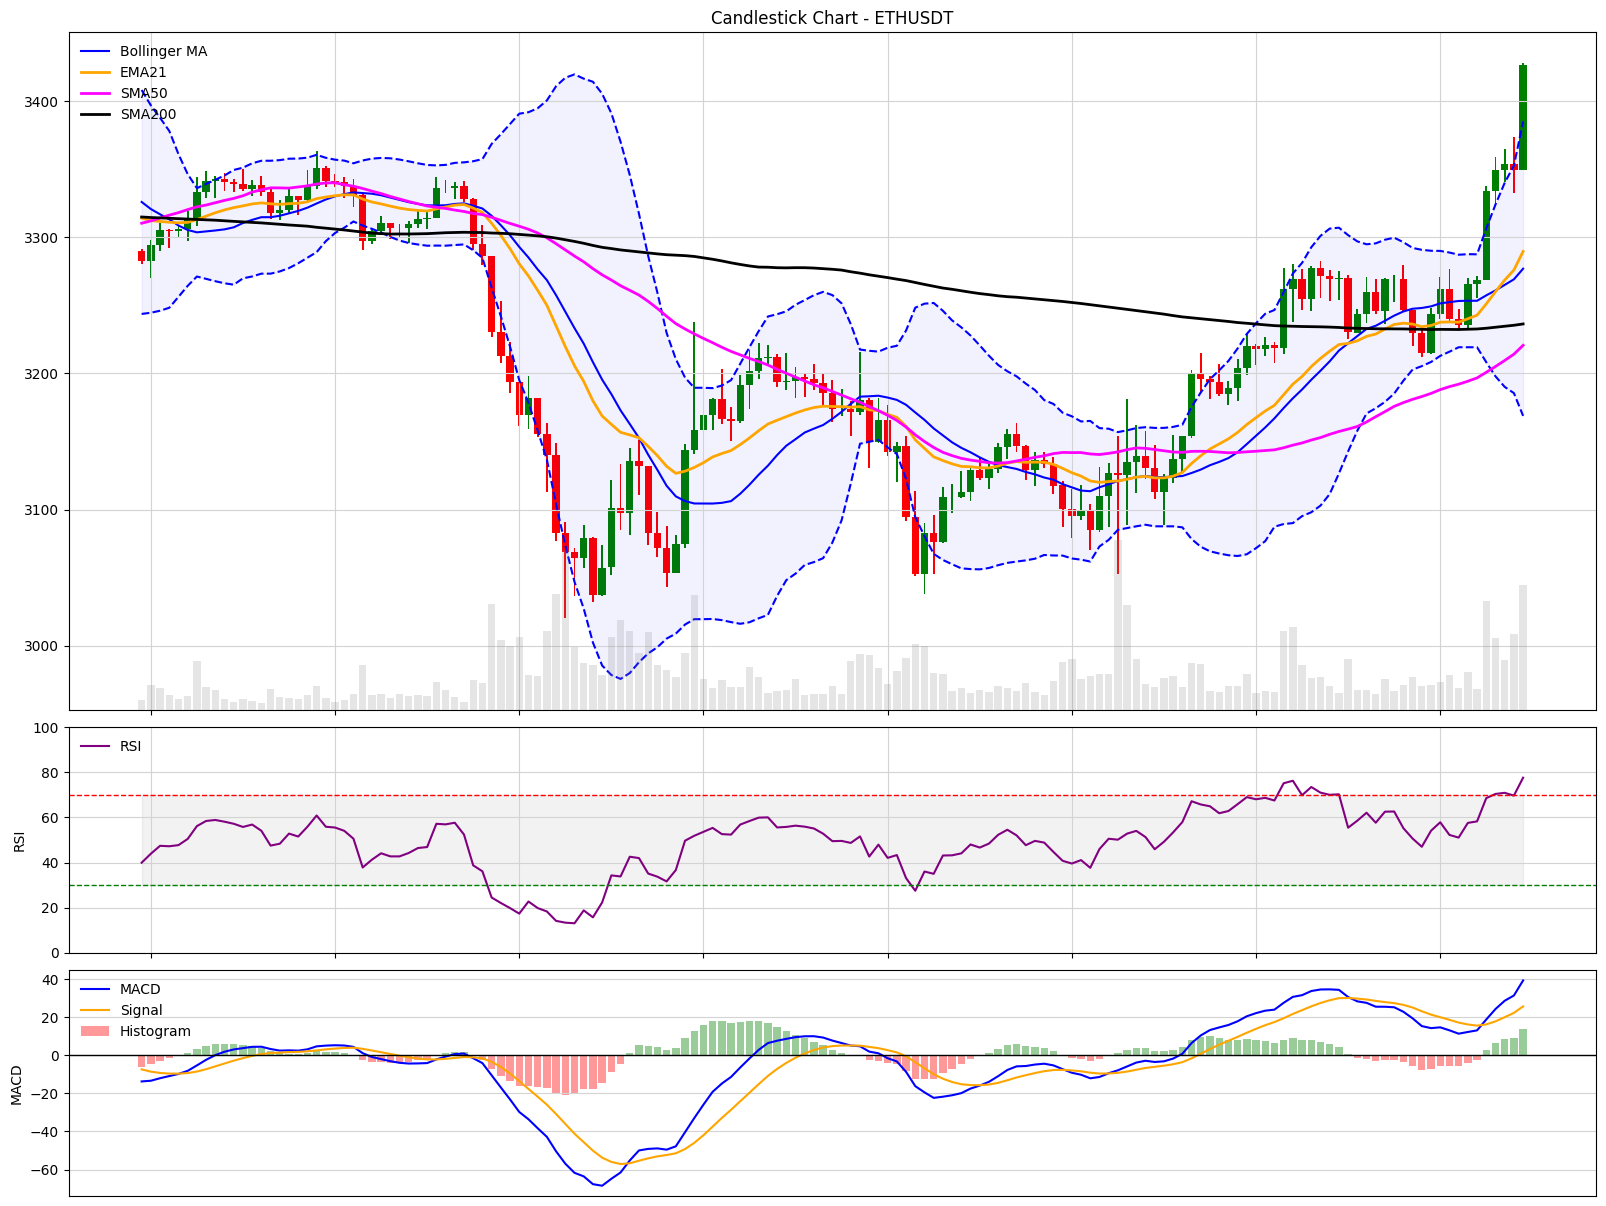 Candlestick Chart - ETHUSDT
Bollinger MA
EMA21
SMA50
SMA200
3400
3300
3200
3100
3000
RSI
100
80
60
40
20
0
RSI
MACD
Signal
Histogram
40
20
0
−20
−40
−60
MACD